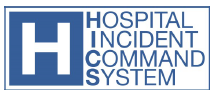 H
HOSPITAL
INCIDENT
COMMAND
SYSTEM